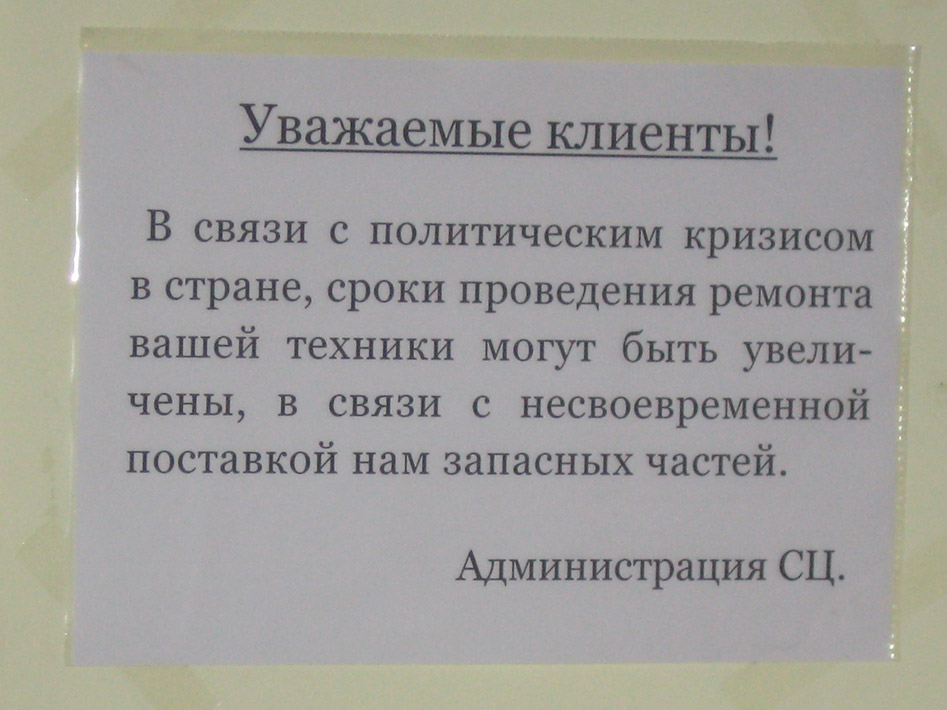 Уважаемые клиенты!
В связи с политическим кризисом
в стране, сроки проведения ремонта
вашей техники могут быть увели-
чены, в связи с несвоевременной
поставкой нам запасных частей.
Администрация СЦ.